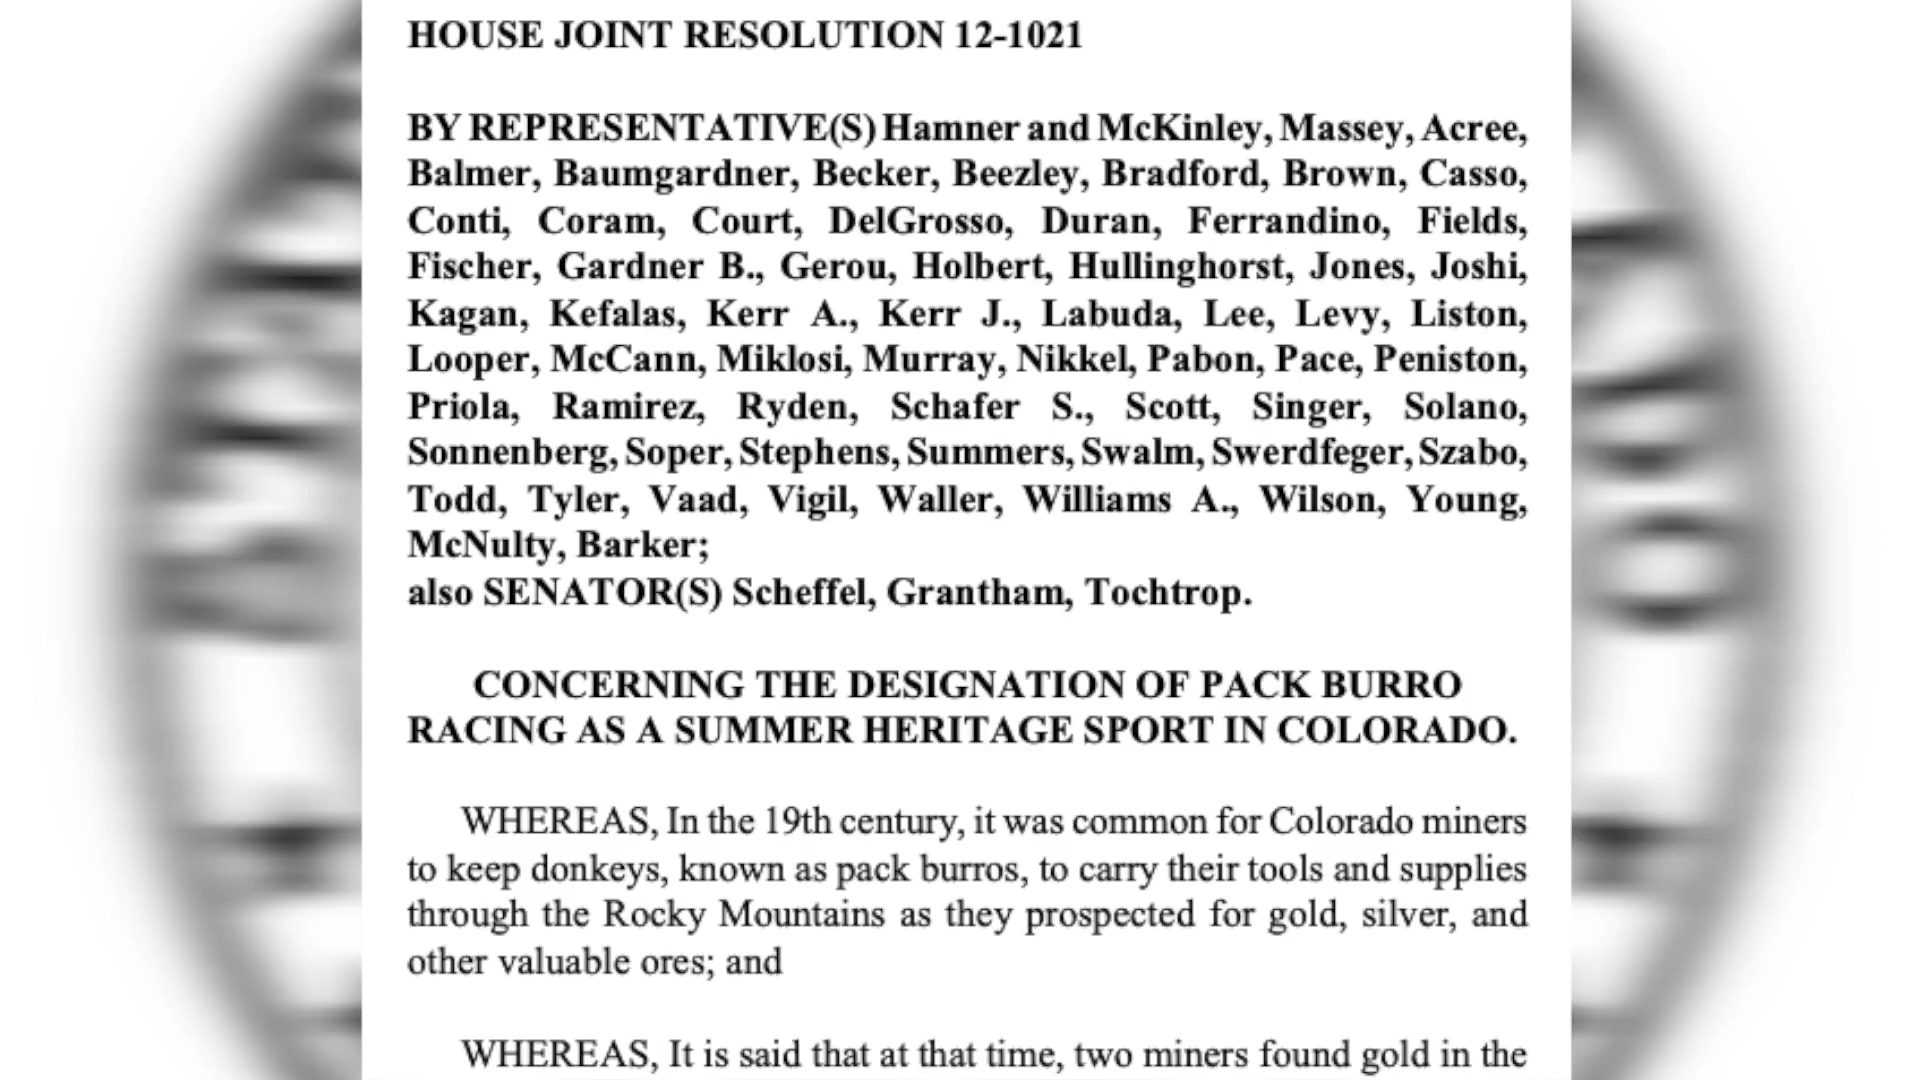 HOUSE JOINT RESOLUTION 12-1021
BY REPRESENTATIVE(S) Hamner and McKinley, Massey, Acree,
Balmer, Baumgardner, Becker, Beezley, Bradford, Brown, Casso,
Conti, Coram, Court, DelGrosso, Duran, Ferrandino, Fields,
Fischer, Gardner B., Gerou, Holbert, Hullinghorst, Jones, Joshi,
Kagan, Kefalas, Kerr A., Kerr J., Labuda, Lee, Levy, Liston,
Looper, McCann, Miklosi, Murray, Nikkel, Pabon, Pace, Peniston,
Priola, Ramirez, Ryden, Schafer S., Scott, Singer, Solano,
Sonnenberg, Soper, Stephens, Summers, Swalm, Swerdfeger, Szabo,
Todd, Tyler, Vaad, Vigil, Waller, Williams A., Wilson, Young,
McNulty, Barker;
also SENATOR(S) Scheffel, Grantham, Tochtrop.
CONCERNING THE DESIGNATION OF PACK BURRO
RACING AS A SUMMER HERITAGE SPORT IN COLORADO.
WHEREAS, In the 19th century, it was common for Colorado miners
to keep donkeys, known as pack burros, to carry their tools and supplies
through the Rocky Mountains as they prospected for gold, silver, and
other valuable ores; and
WHEREAS, It is said that at that time, two miners found gold in the